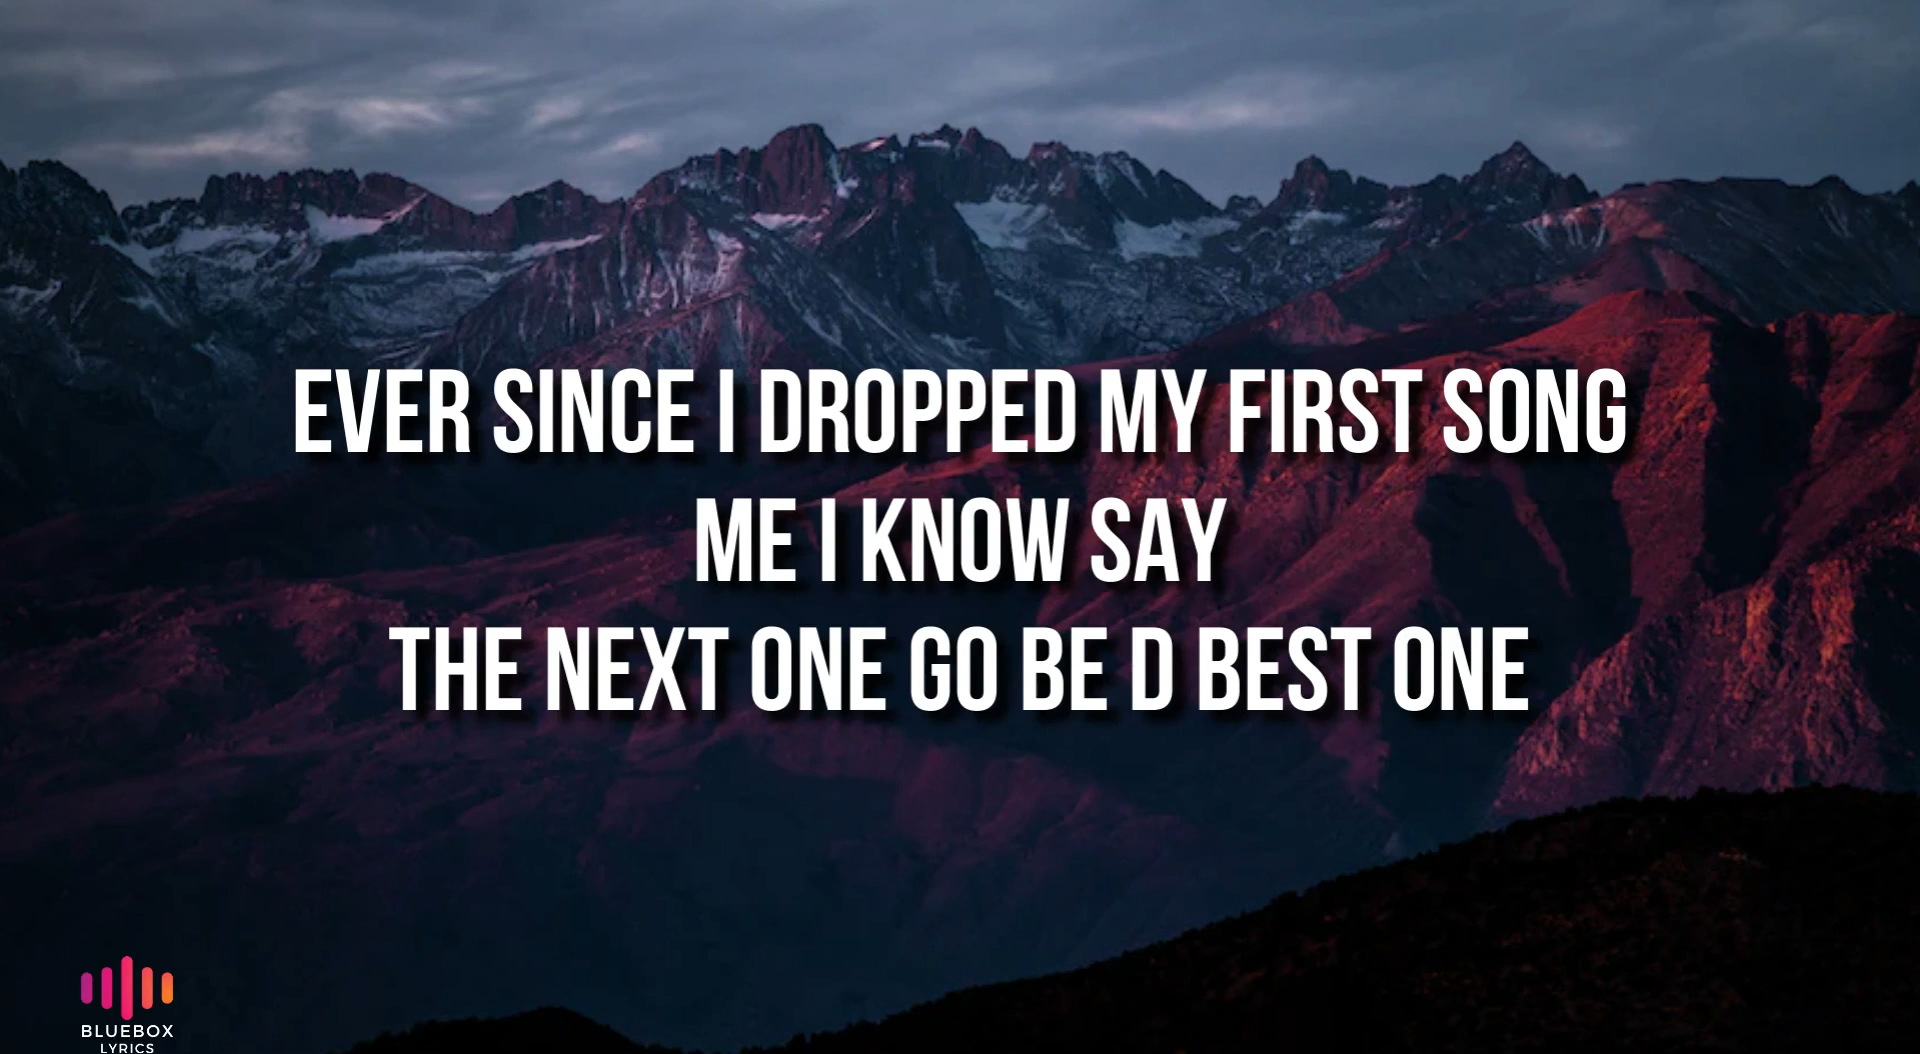 EVER SINCE I DROPPED MY FIRST SONG
ME I KNOW SAY
THE NEXT ONE GO BE D BEST ONE
BLUEBOX
LYRICS